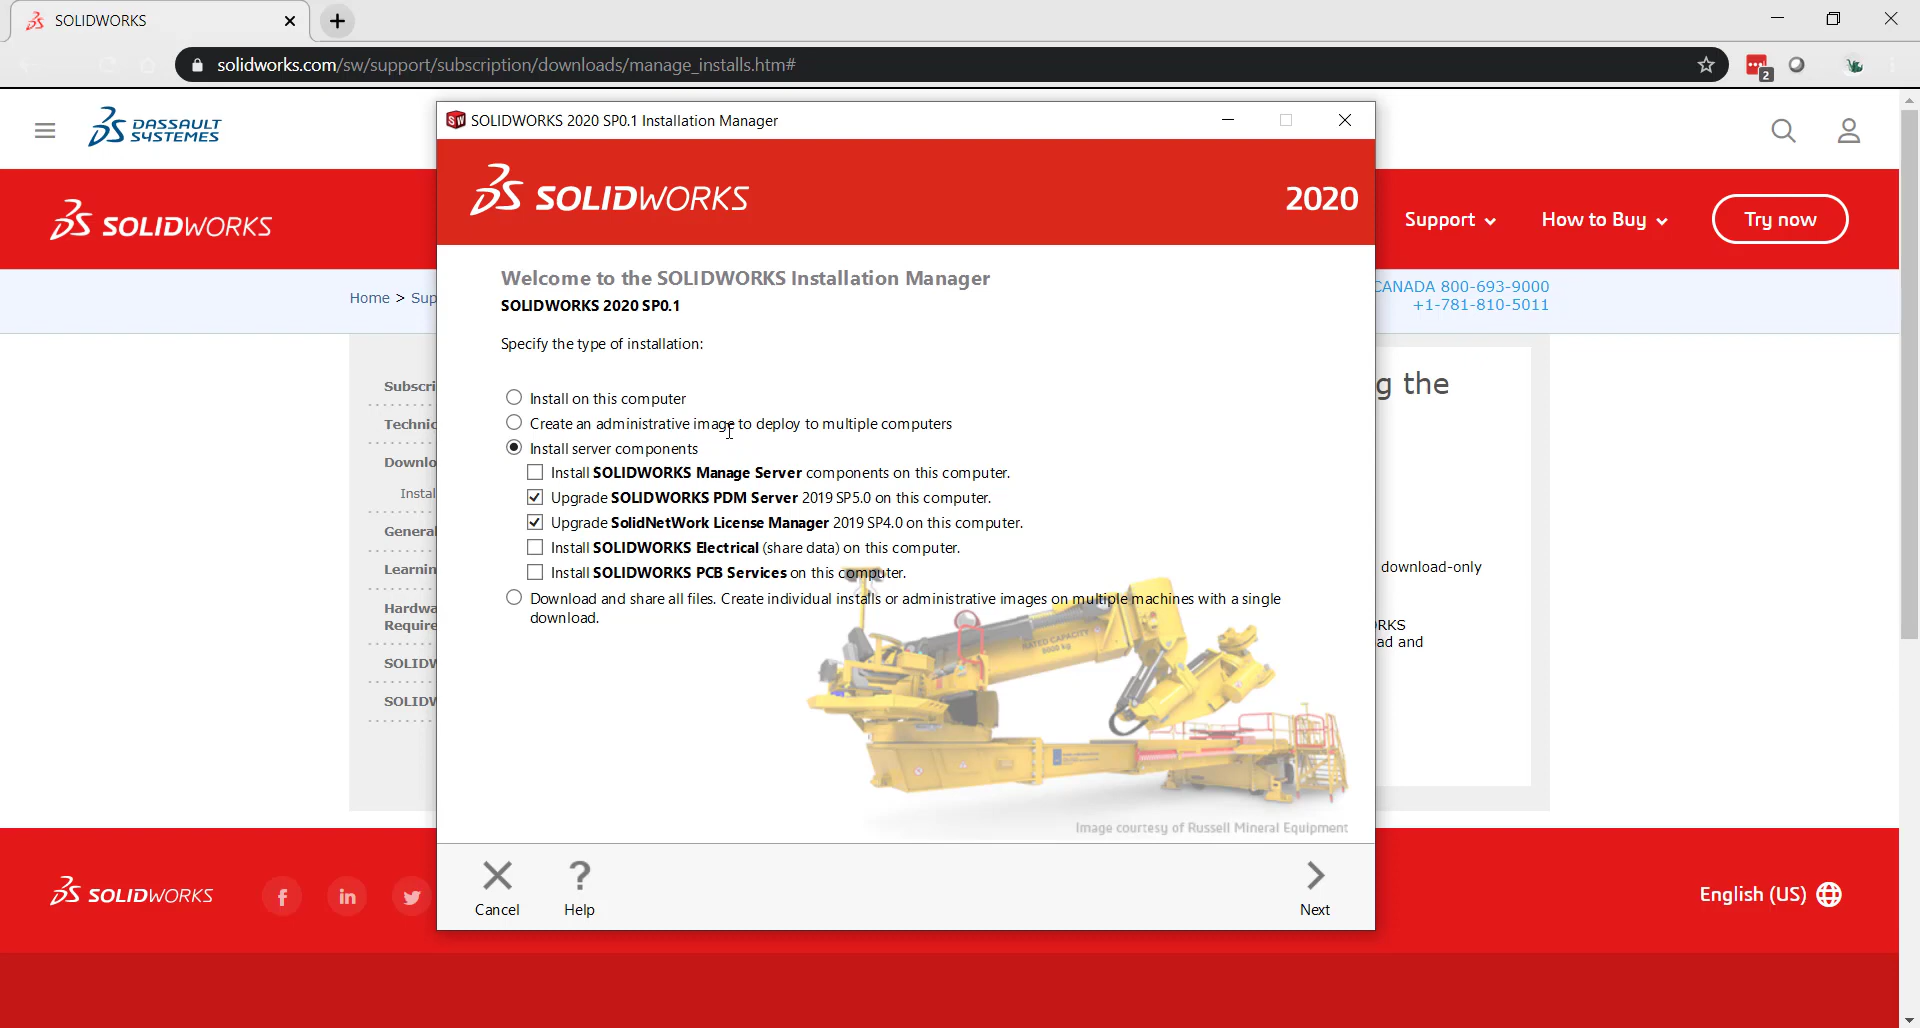 SOLIDWORKS
solidworks.com/sw/support/subscription/downloads/manage_installs.htm#
2
DASSAULT
SYSTEMES
SOLIDWORKS 2020 SP0.1 Installation Manager
SOLIDWORKS
SOLIDWORKS
2020
Support
How to Buy
Try now
Home > Sup
CANADA 800-693-9000
+1-781-810-5011
Welcome to the SOLIDWORKS Installation Manager
SOLIDWORKS 2020 SP0.1
Specify the type of installation:
Subscri
Technic
Downlo
Instal
General
Learnin
Hardwa
Require
SOLIDW
SOLIDW
g the
download-only
RKS
ad and
Install on this computer
Create an administrative image to deploy to multiple computers
Install server components
Install SOLIDWORKS Manage Server components on this computer.
Upgrade SOLIDWORKS PDM Server 2019 SP5.0 on this computer.
Upgrade SolidNetWork License Manager 2019 SP4.0 on this computer.
Install SOLIDWORKS Electrical (share data) on this computer.
Install SOLIDWORKS PCB Services on this computer.
Download and share all files. Create individual installs or administrative images on multiple machines with a single
download.
RATED CAPACITY
6000 kg
Image courtesy of Russell Mineral Equipment
Cancel
Help
Next
SOLIDWORKS
f
in
English (US)